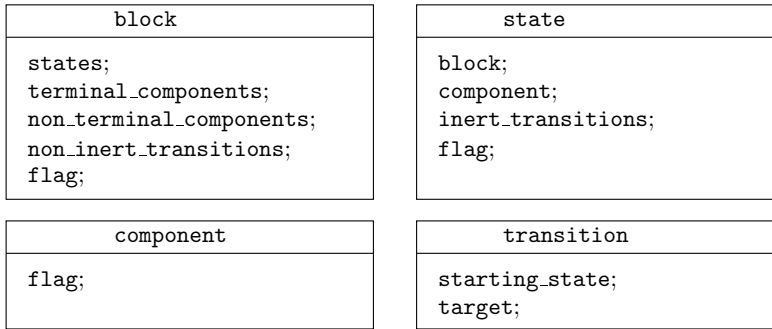 block
states;
terminal_components;
non_terminal_components;
non_inert_transitions;
flag;
state
block;
component;
inert_transitions;
flag;
component
flag;
transition
starting_state;
target;